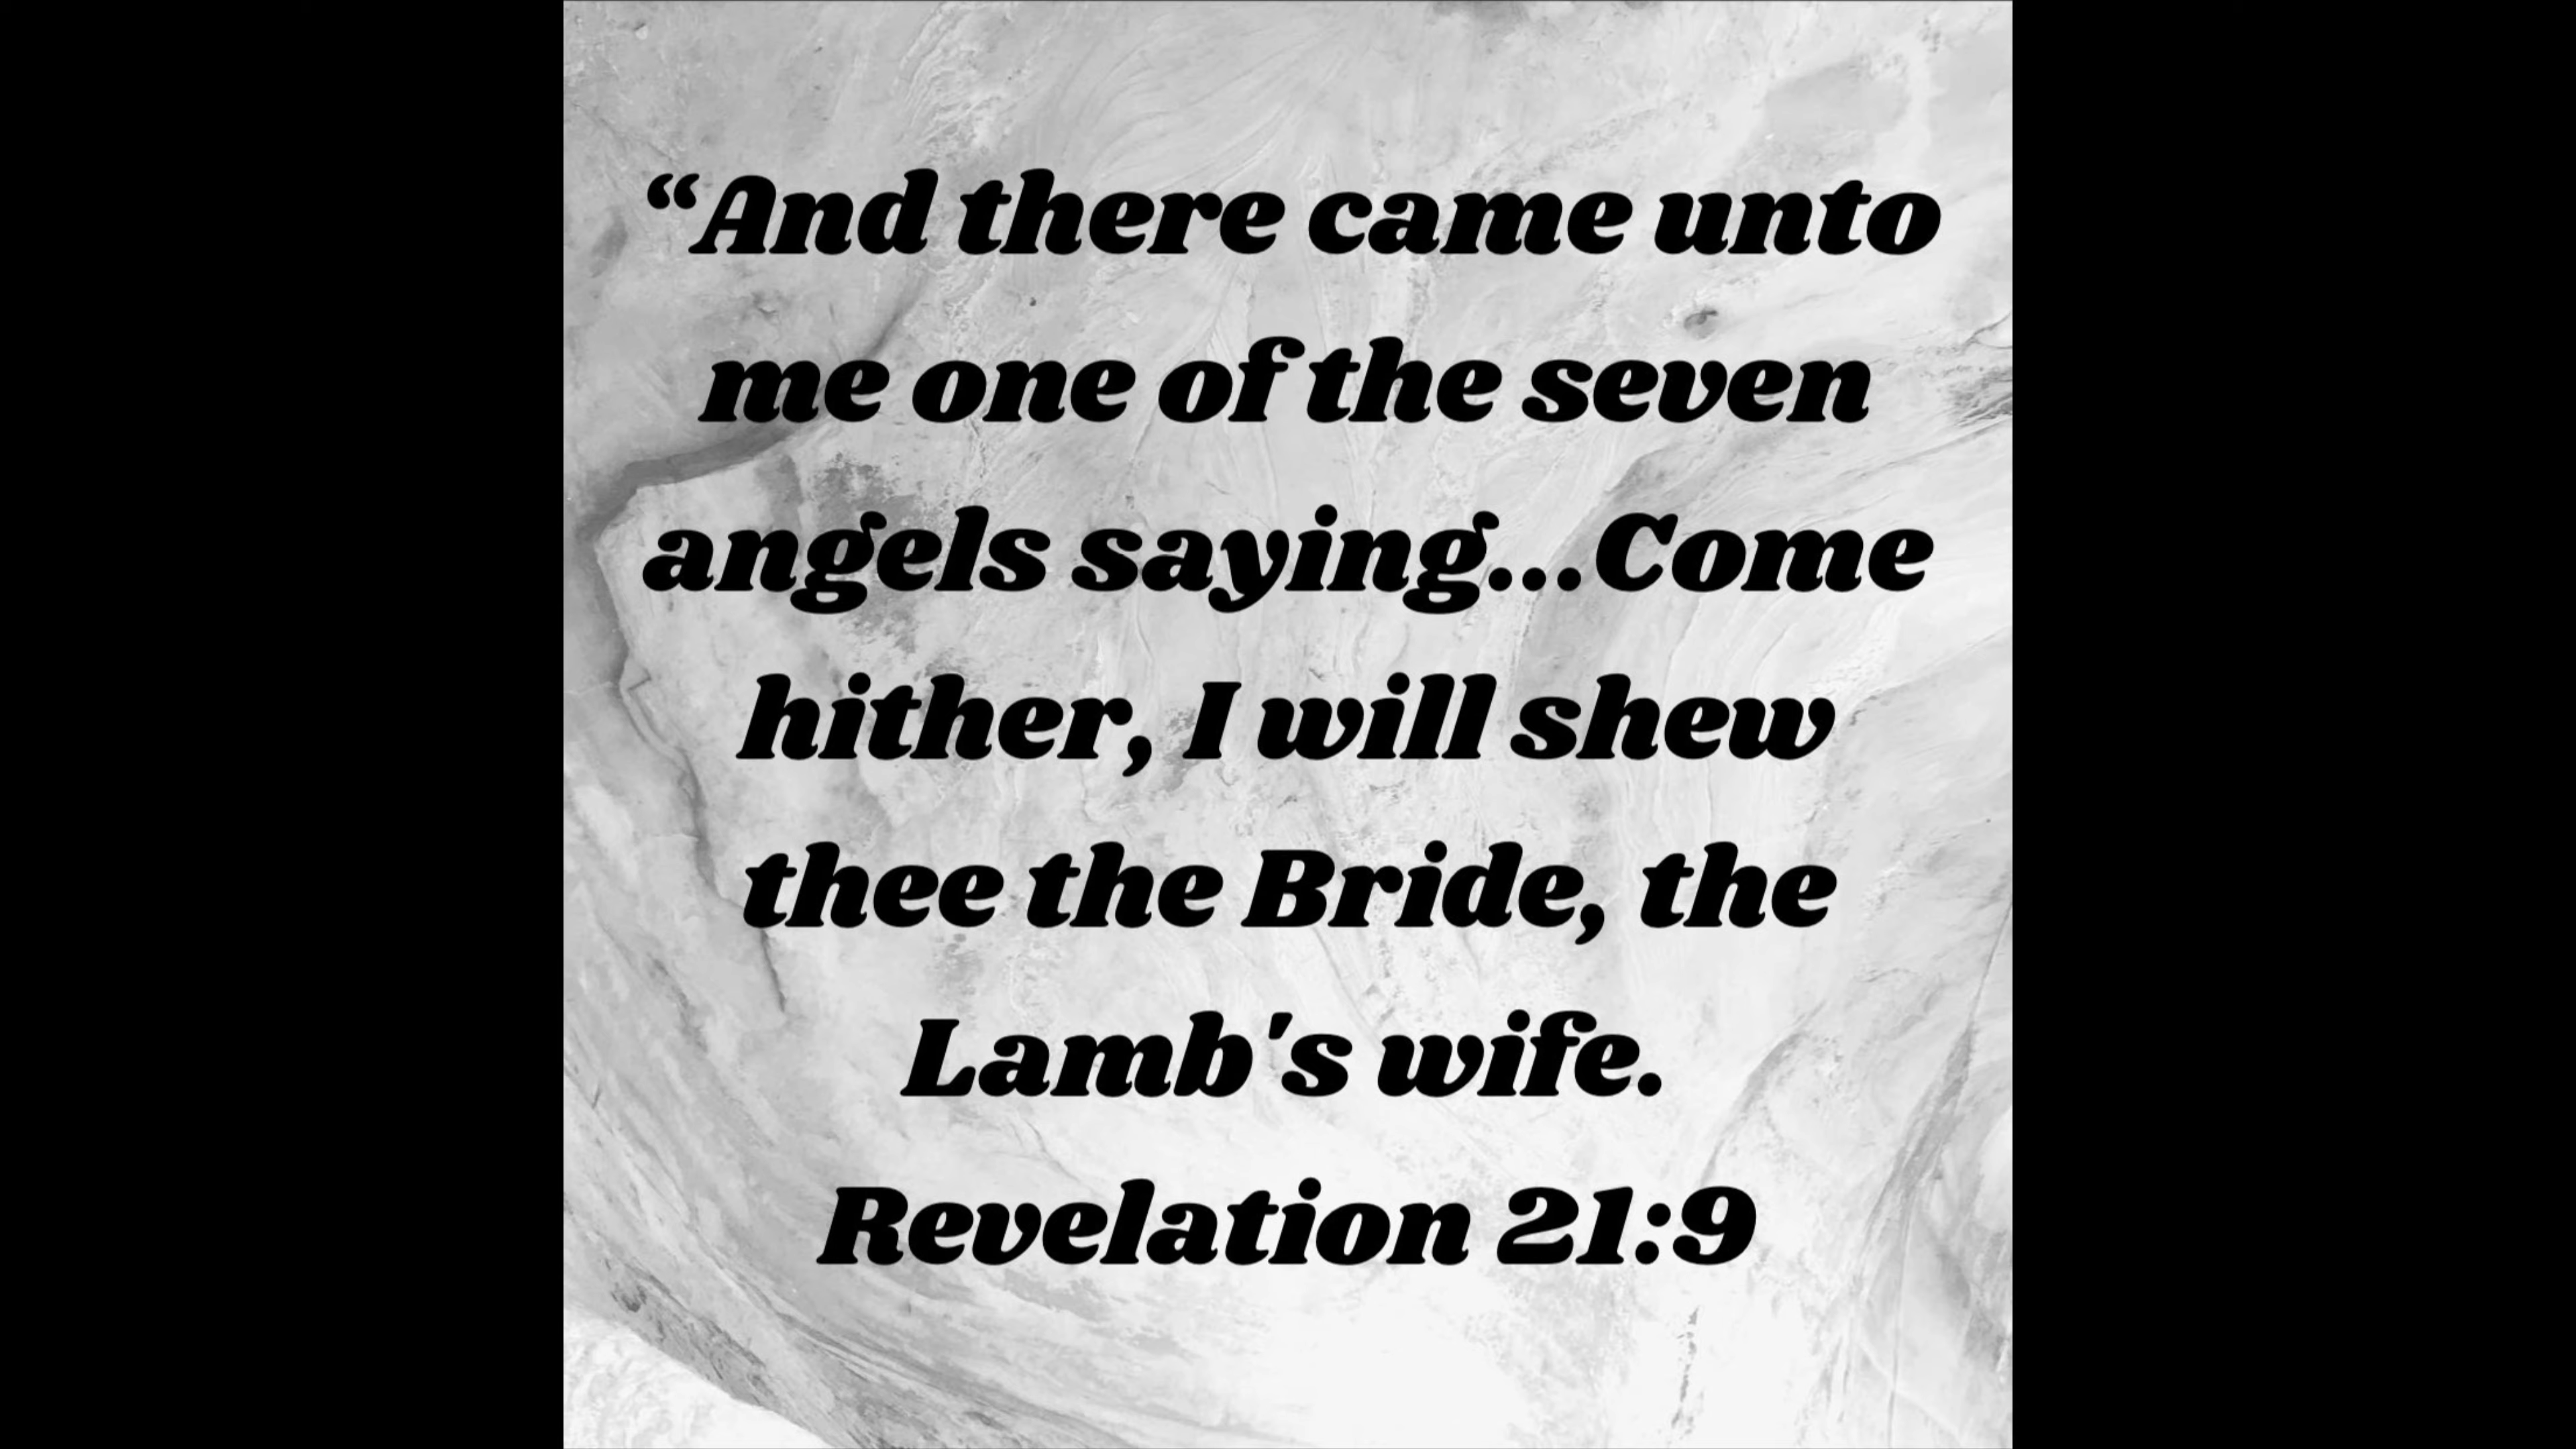 “And there came unto
me one of the seven
angels saying...Come
hither, I will shew
thee the Bride, the
Lamb's wife.
Revelation 21:9